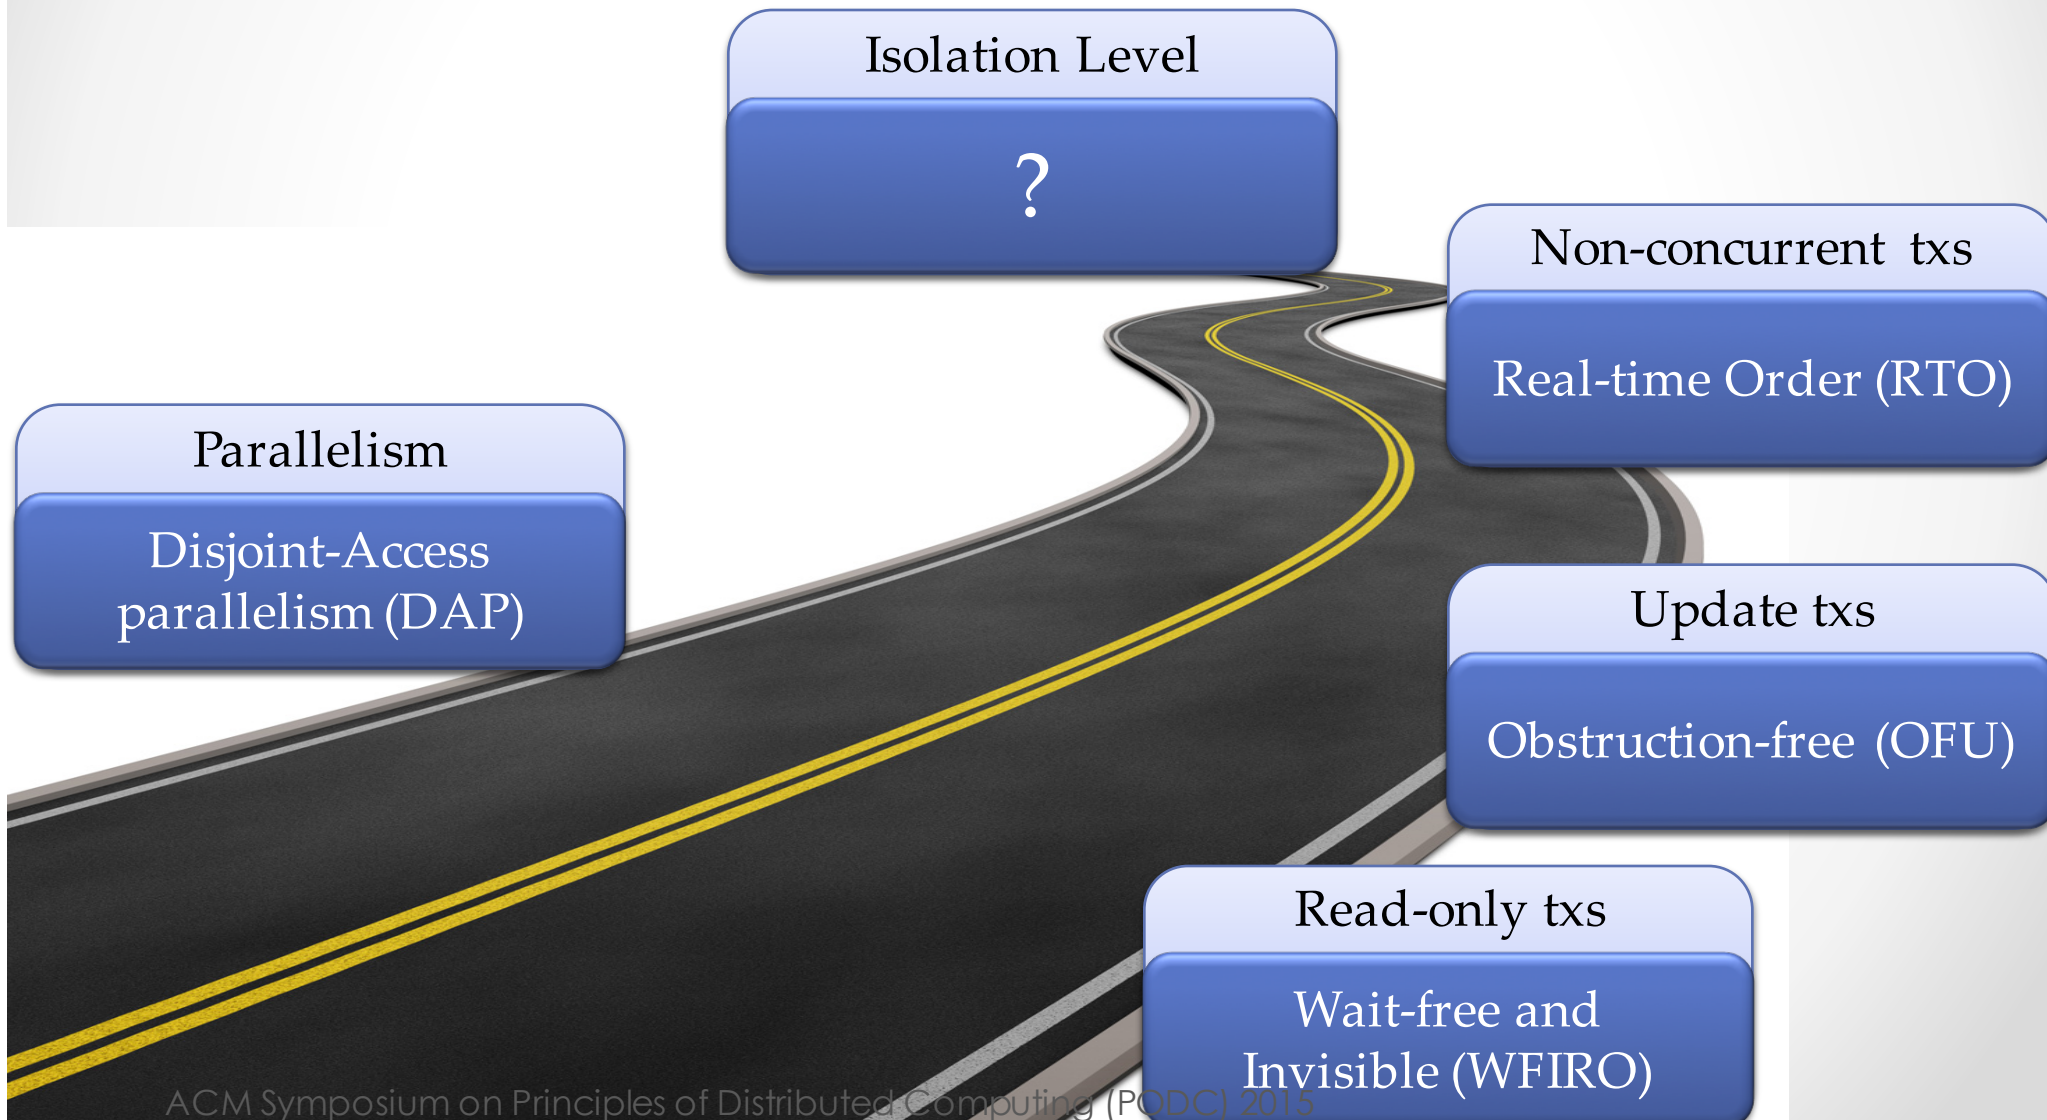 Isolation Level
?
Non-concurrent txs
Real-time Order (RTO)
Parallelism
Disjoint-Access
parallelism (DAP)
Update txs
Obstruction-free (OFU)
Read-only txs
Wait-free and
Invisible (WFIRO)
ACM Symposium on Principles of Distributed Computing (PODC) 2015